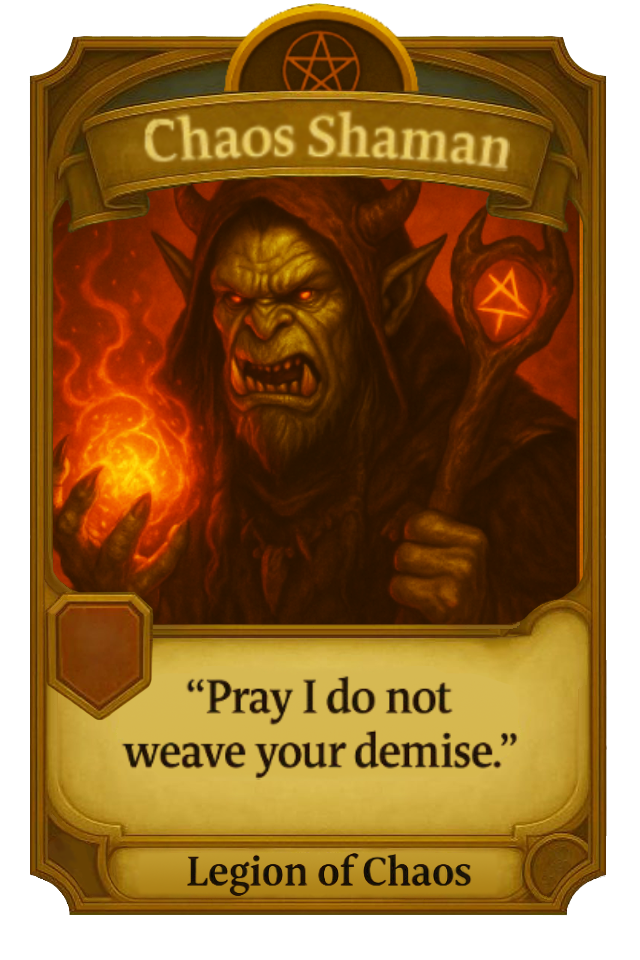 Chaos Shaman
“Pray I do not
weave your demise.”
Legion of Chaos